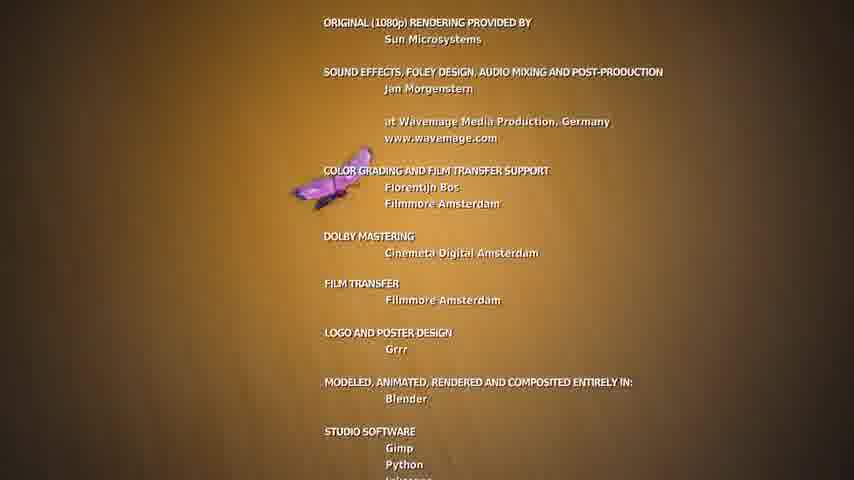 ORIGINAL (1080p) RENDERING PROVIDED BY
Sun Microsystems
SOUND EFFECTS, FOLEY DESIGN, AUDIO MIXING AND POST-PRODUCTION
Jan Morgenstern
at Wavemage Media Production, Germany
www.wavemage.com
COLOR GRADING AND FILM TRANSFER SUPPORT
Florentijn Bos
Filmmore Amsterdam
DOLBY MASTERING
Cinemeta Digital Amsterdam
FILM TRANSFER
Filmmore Amsterdam
LOGO AND POSTER DESIGN
Grrr
MODELED, ANIMATED, RENDERED AND COMPOSITED ENTIRELY IN:
Blender
STUDIO SOFTWARE
Gimp
Python